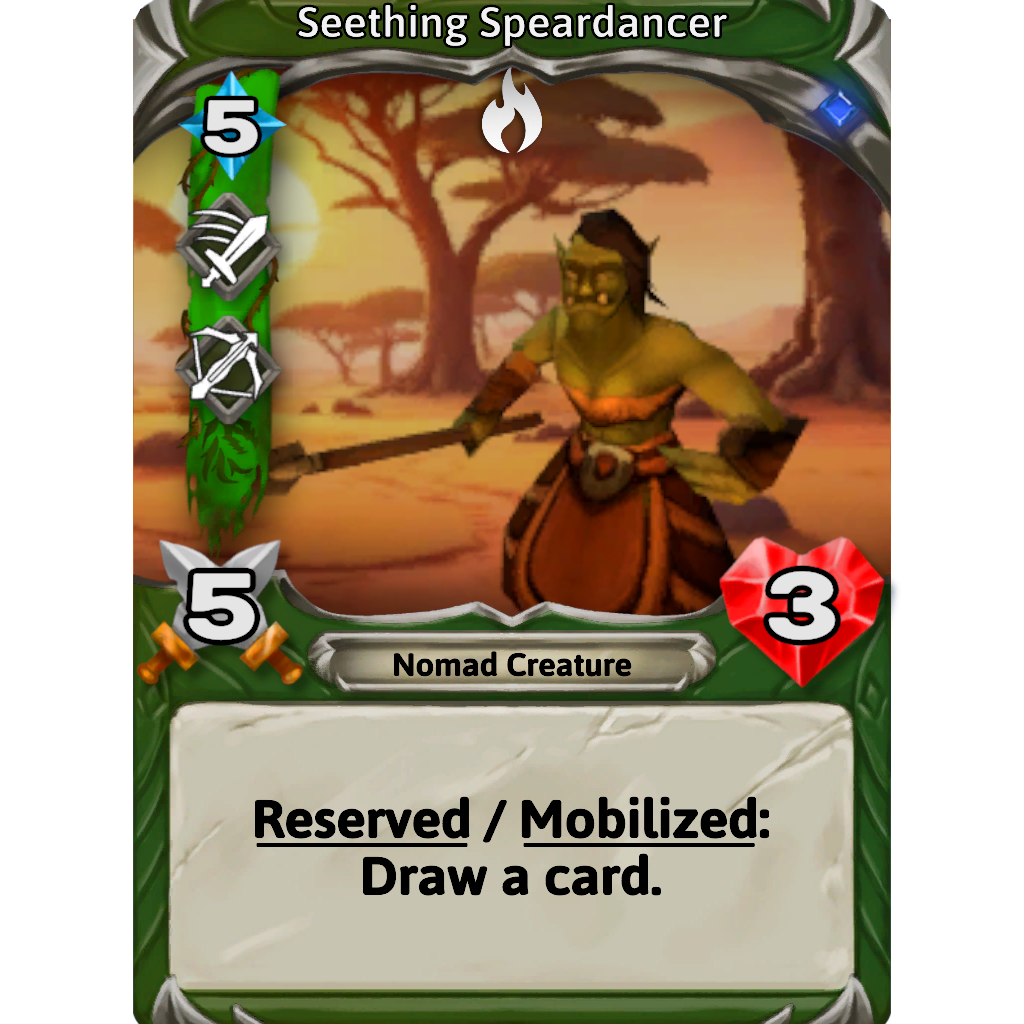 Seething Speardancer
5
5
3
Nomad Creature
Reserved / Mobilized:
Draw a card.